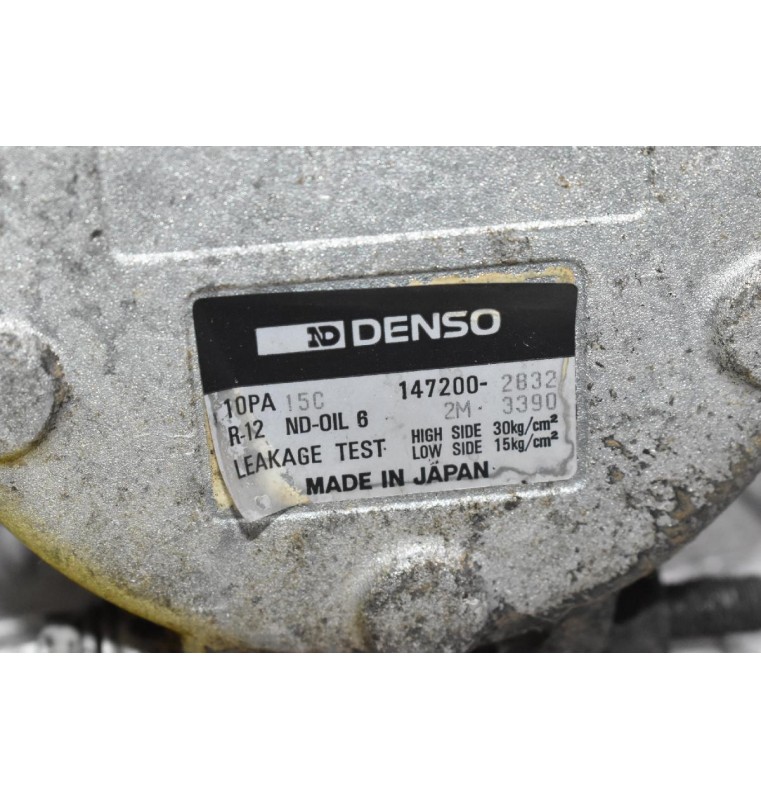 ND DENSO
10PA 15C 147200-2832
R-12 ND-OIL 6 2M· 3390
LEAKAGE TEST HIGH SIDE 30kg/cm²
LOW SIDE 15kg/cm²
MADE IN JAPAN